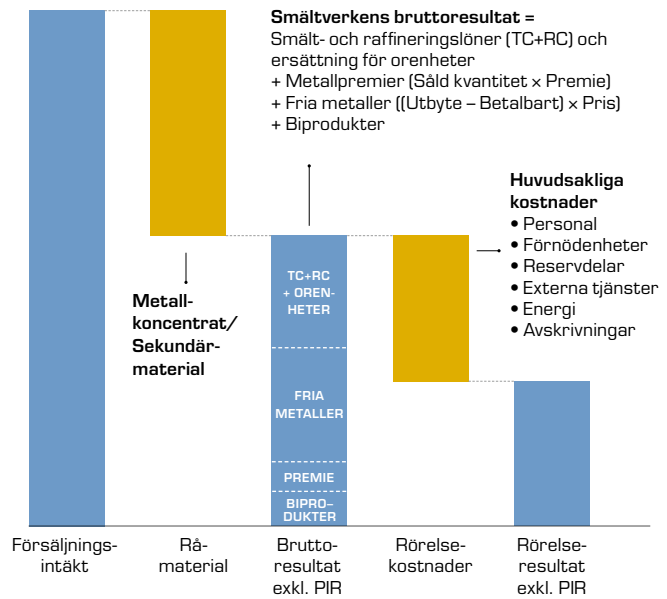 Smältverkens bruttoresultat =
Smält- och raffineringslöner (TC+RC) och
ersättning för orenheter
+ Metallpremier (Såld kvantitet × Premie)
+ Fria metaller ((Utbyte – Betalbart) × Pris)
+ Biprodukter
Huvudsakliga
kostnader
• Personal
• Förnödenheter
• Reservdelar
• Externa tjänster
• Energi
• Avskrivningar
Metall-
koncentrat/
Sekundär-
material
TC+RC
+ OREN-
HETER
FRIA
METALLER
PREMIE
BIPRO–
DUKTER
Försäljnings-
intäkt
Rå-
material
Brutto-
resultat
exkl. PIR
Rörelse-
kostnader
Rörelse-
resultat
exkl. PIR